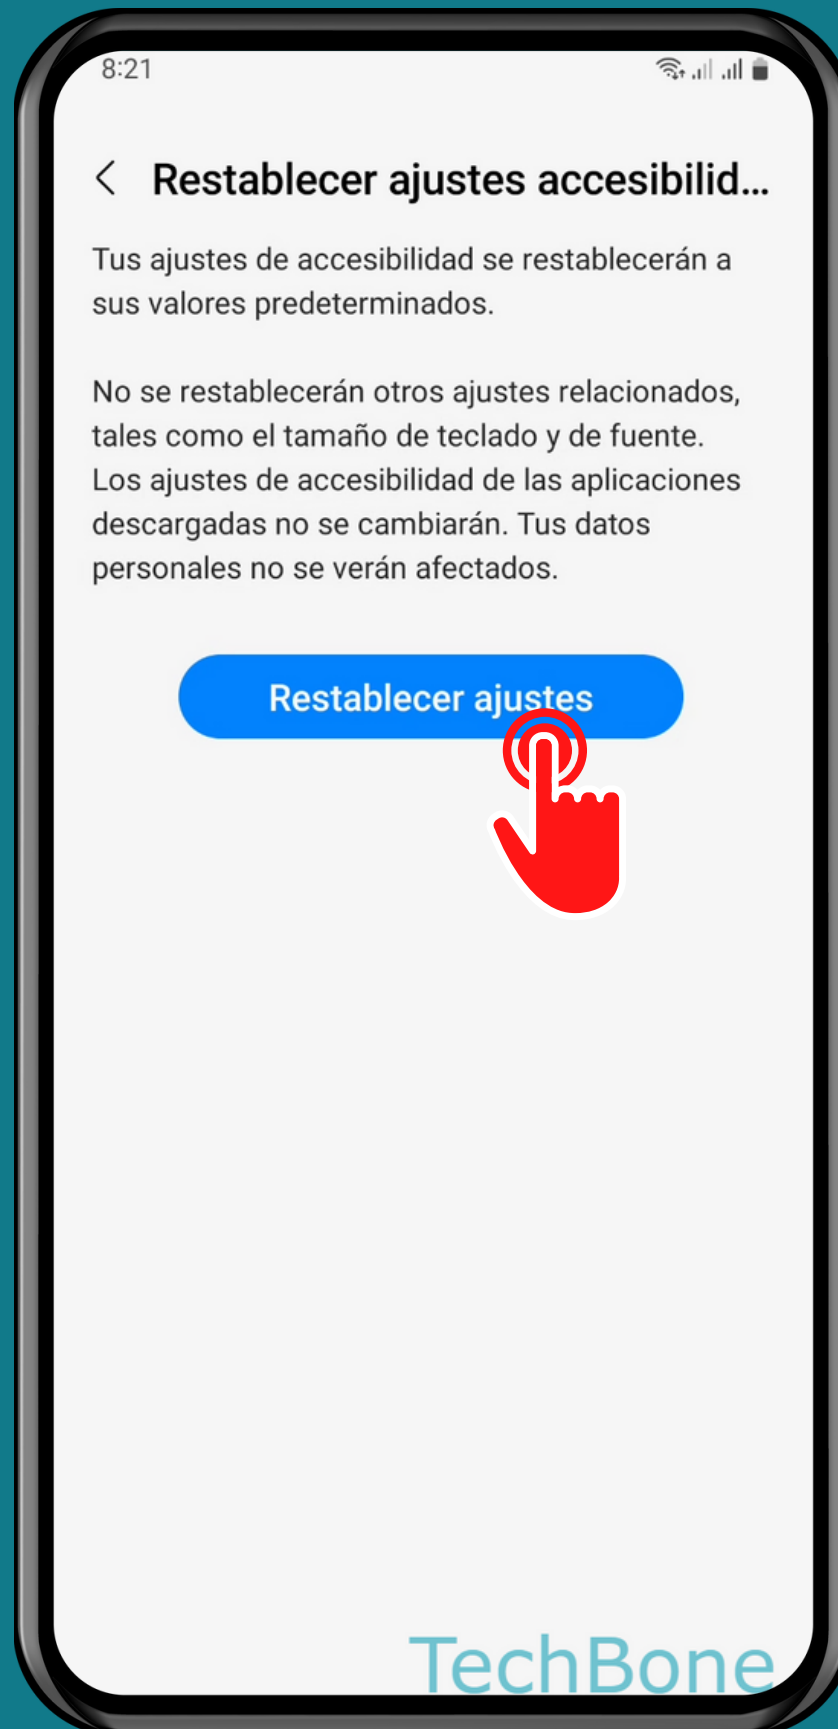 8:21
Restablecer ajustes accesibilid...
Tus ajustes de accesibilidad se restablecerán a
sus valores predeterminados.
No se restablecerán otros ajustes relacionados,
tales como el tamaño de teclado y de fuente.
Los ajustes de accesibilidad de las aplicaciones
descargadas no se cambiarán. Tus datos
personales no se verán afectados.
Restablecer ajustes
TechBone